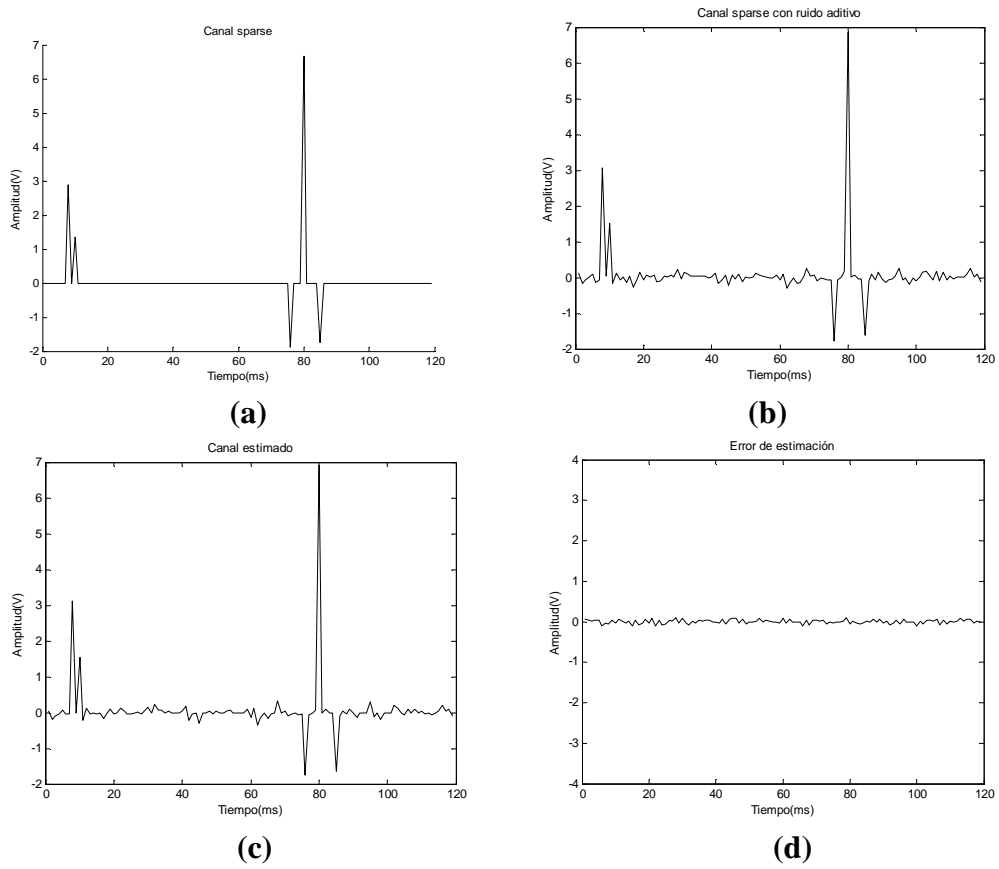 Canal sparse
7
6
5
4
3
2
1
0
-1
-2
Amplitud(V)
0 20 40 60 80 100 120
Tiempo(ms)
(a)
Canal sparse con ruido aditivo
7
6
5
4
3
2
1
0
-1
-2
Amplitud(V)
0 20 40 60 80 100 120
Tiempo(ms)
(b)
Canal estimado
7
6
5
4
3
2
1
0
-1
-2
Amplitud(V)
0 20 40 60 80 100 120
Tiempo(ms)
(c)
Error de estimación
4
3
2
1
0
-1
-2
-3
-4
Amplitud(V)
0 20 40 60 80 100 120
Tiempo(ms)
(d)